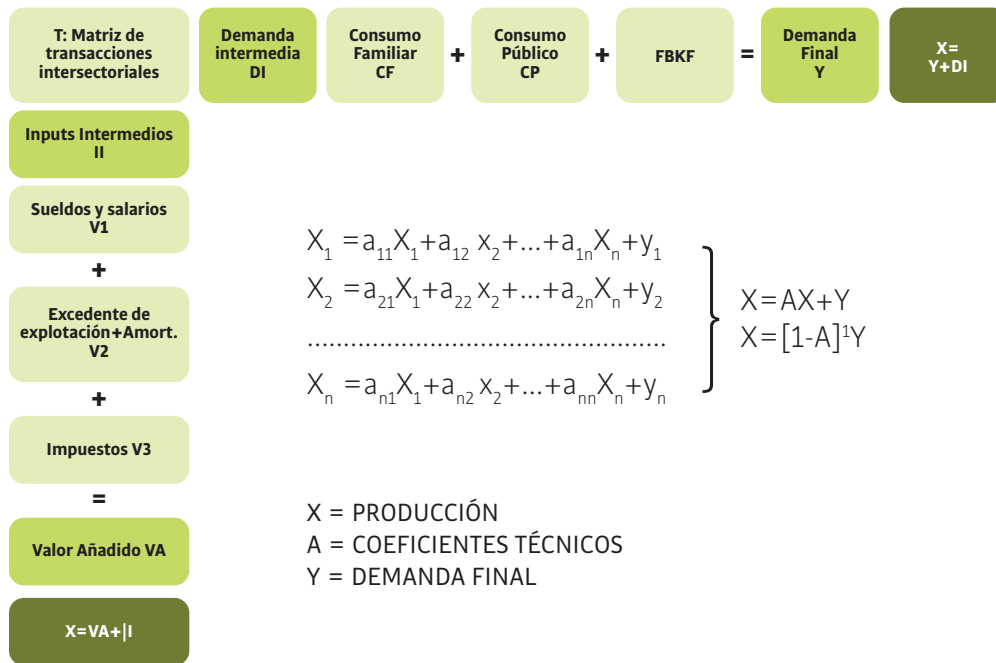 T: Matriz de
transacciones
intersectoriales
Demanda
intermedia
DI
Consumo
Familiar
CF
+
Consumo
Público
CP
+
FBKF
=
Demanda
Final
Y
X=
Y+DI
Inputs Intermedios
II
Sueldos y salarios
V1
+
Excedente de
explotación+Amort.
V2
+
Impuestos V3
=
Valor Añadido VA
X=VA+|I
X₁ =a₁₁X₁+a₁₂ x₂+...+a₁ₙXₙ+y₁
X₂ =a₂₁X₁+a₂₂ x₂+...+a₂ₙXₙ+y₂
..................................................
Xₙ =aₙ₁X₁+aₙ₂ x₂+...+aₙₙXₙ+yₙ
X=AX+Y
X=[1-A]¹Y
X = PRODUCCIÓN
A = COEFICIENTES TÉCNICOS
Y = DEMANDA FINAL